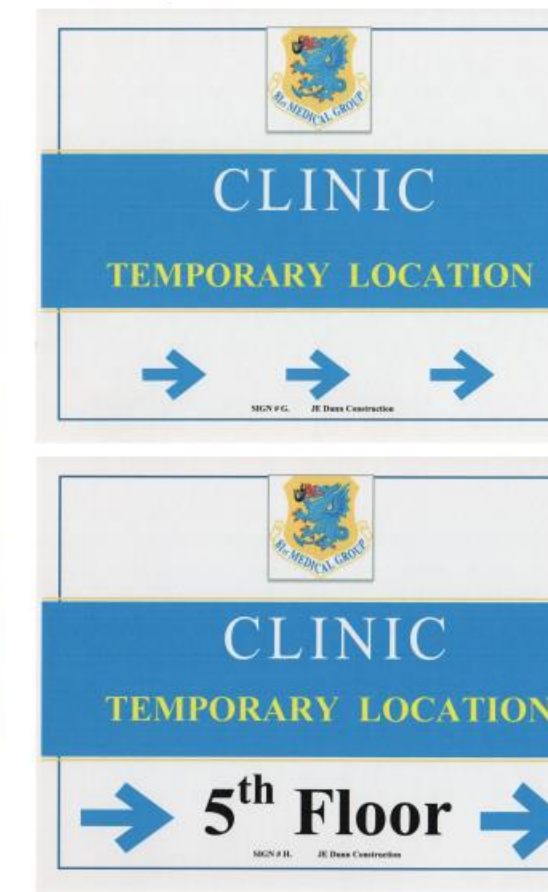 81st MEDICAL GROUP
CLINIC
TEMPORARY LOCATION
SIGN # G. JE Dunn Construction
81st MEDICAL GROUP
CLINIC
TEMPORARY LOCATION
5th Floor
SIGN # H. JE Dunn Construction